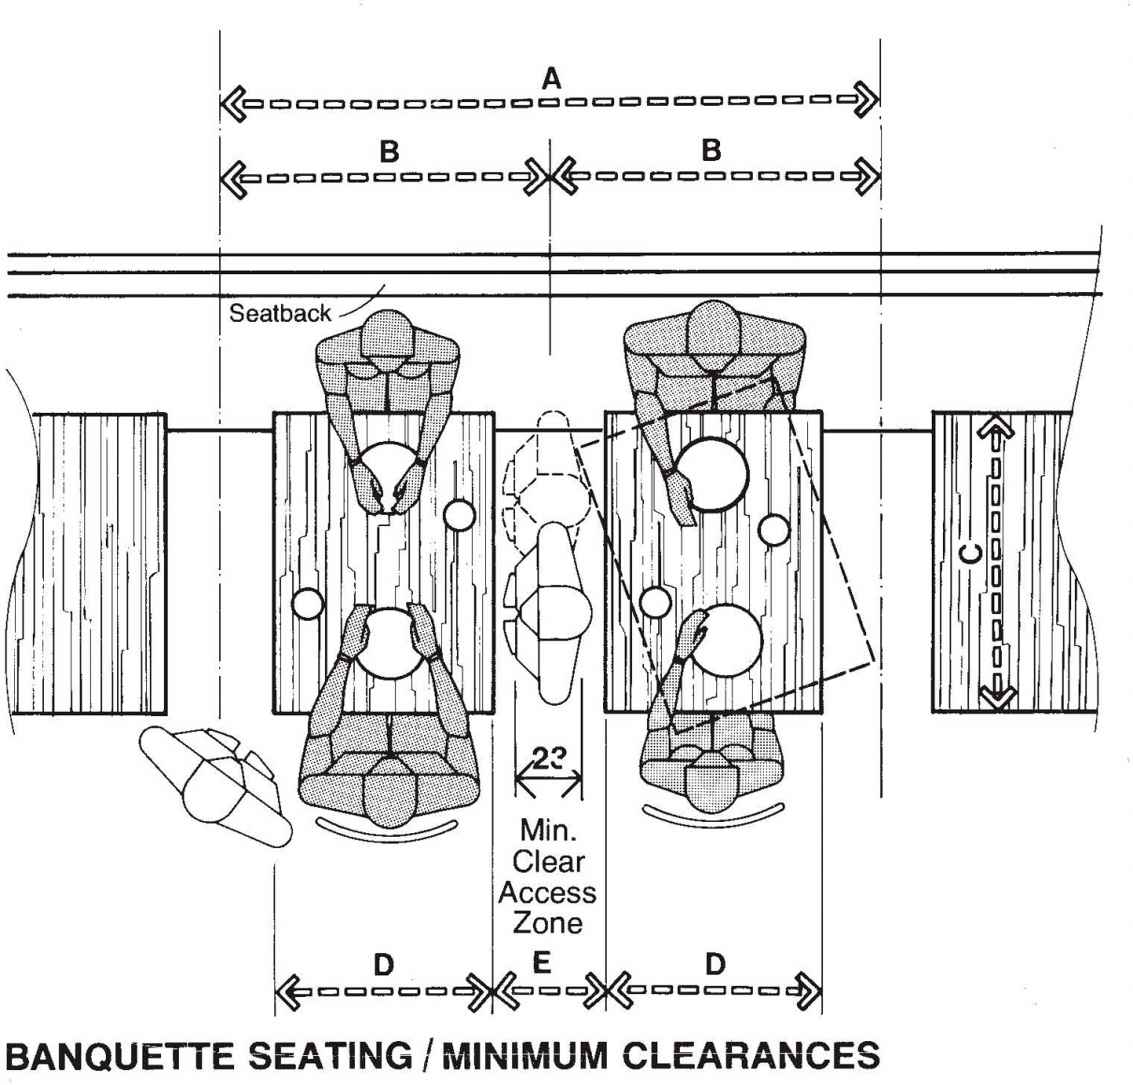 A
B B
Seatback
C
23
Min.
Clear
Access
Zone
D E D
BANQUETTE SEATING / MINIMUM CLEARANCES